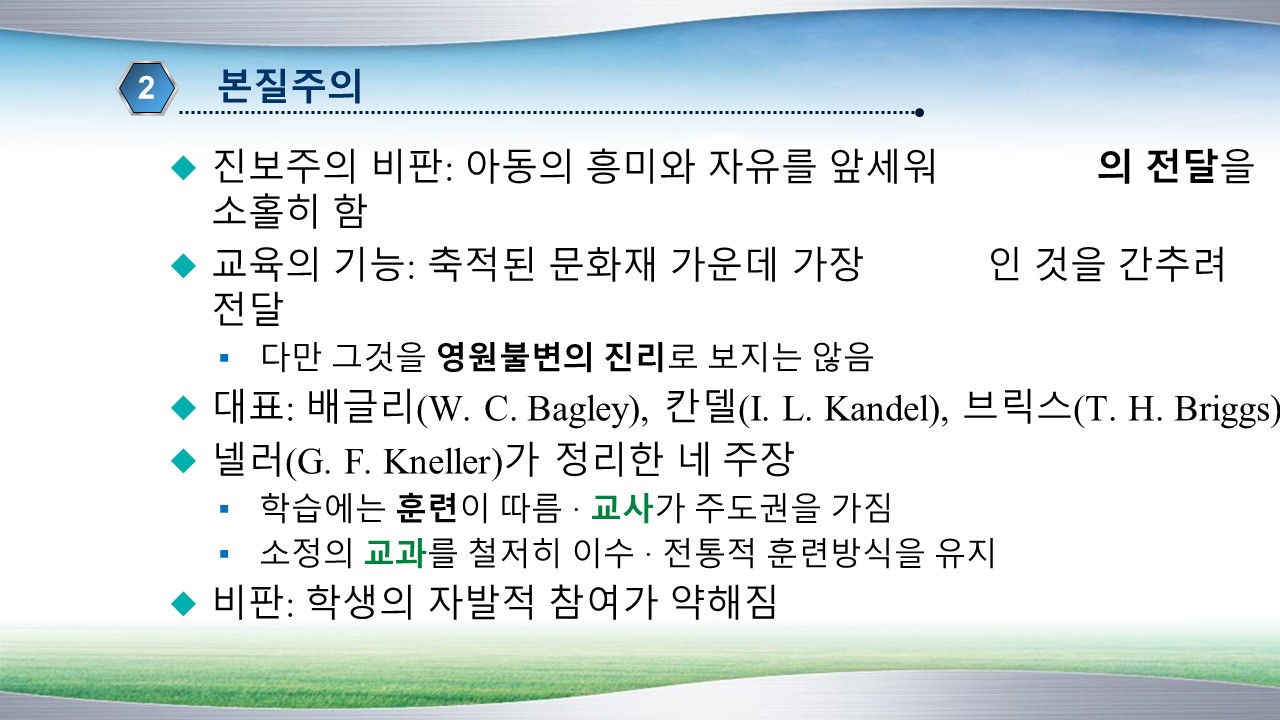 2 본질주의
진보주의 비판: 아동의 흥미와 자유를 앞세워 의 전달을
소홀히 함
교육의 기능: 축적된 문화재 가운데 가장 인 것을 간추려
전달
다만 그것을 영원불변의 진리로 보지는 않음
대표: 배글리(W. C. Bagley), 칸델(I. L. Kandel), 브릭스(T. H. Briggs)
넬러(G. F. Kneller)가 정리한 네 주장
학습에는 훈련이 따름 · 교사가 주도권을 가짐
소정의 교과를 철저히 이수 · 전통적 훈련방식을 유지
비판: 학생의 자발적 참여가 약해짐